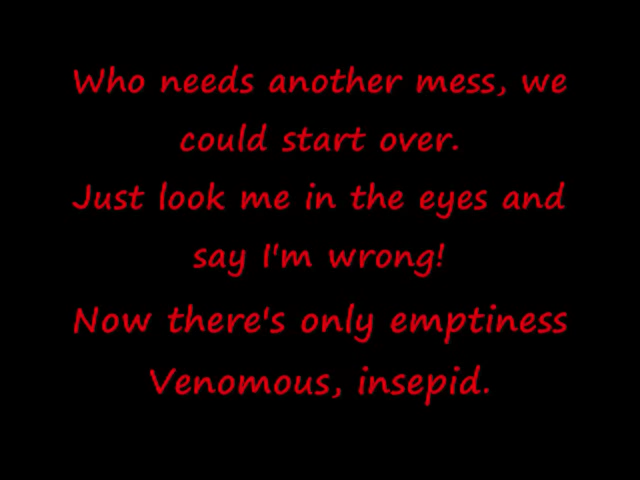 Who needs another mess, we
could start over.
Just look me in the eyes and
say I'm wrong!
Now there's only emptiness
Venomous, insepid.